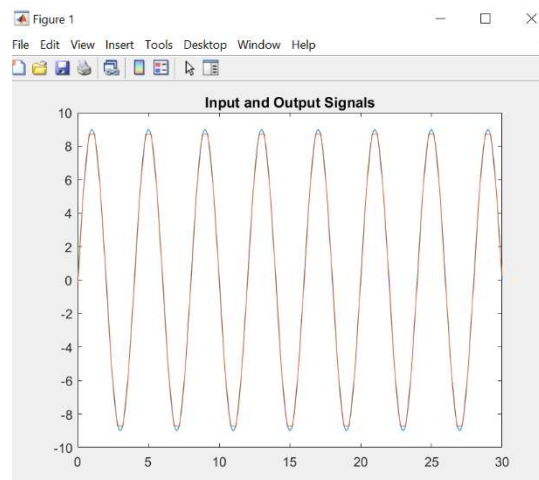 Figure 1
File Edit View Insert Tools Desktop Window Help
Input and Output Signals
10
8
6
4
2
0
-2
-4
-6
-8
-10
0 5 10 15 20 25 30